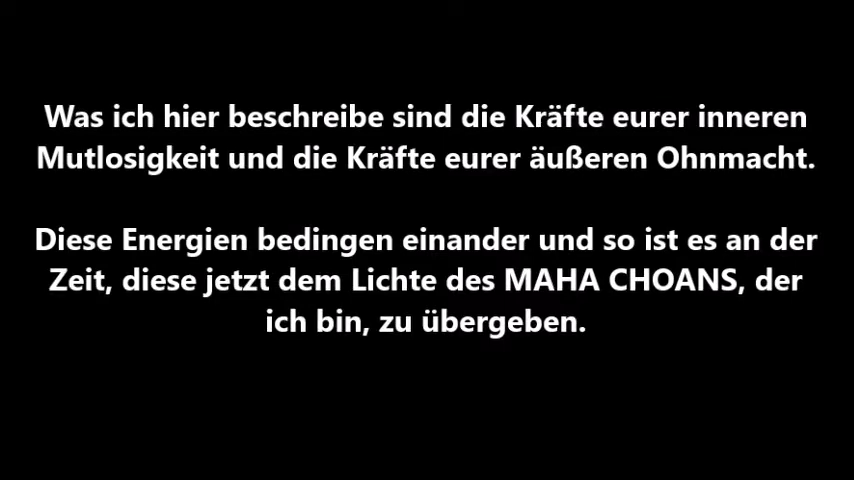 Was ich hier beschreibe sind die Kräfte eurer inneren
Mutlosigkeit und die Kräfte eurer äußeren Ohnmacht.
Diese Energien bedingen einander und so ist es an der
Zeit, diese jetzt dem Lichte des MAHA CHOANS, der
ich bin, zu übergeben.